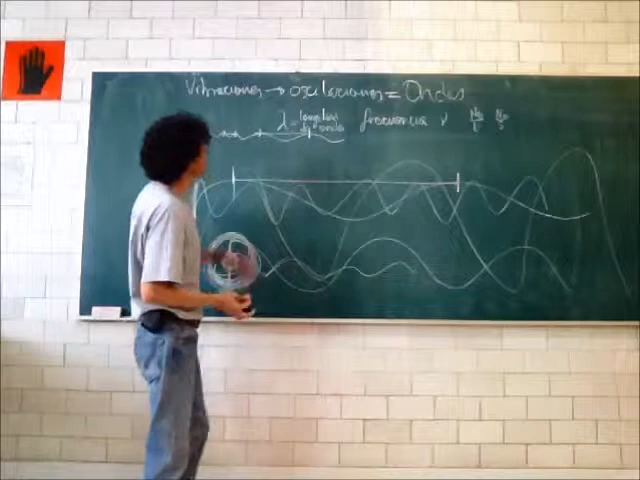 Vibraciones → oscilaciones = Ondas
λ = longitud de onda frecuencia